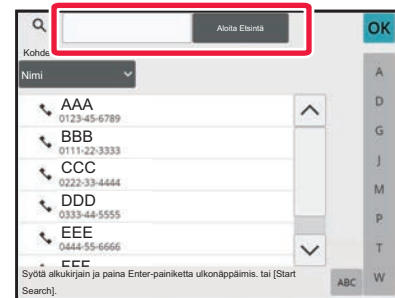 Aloita Etsintä
OK
Kohde
Nimi
A
AAA
0123-45-6789
D
BBB
0111-22-3333
G
CCC
0222-33-4444
J
DDD
0333-44-5555
M
EEE
0444-55-6666
P
EEE
T
Syötä alkukirjain ja paina Enter-painiketta ulkonäppäimis. tai [Start
Search].
ABC
W